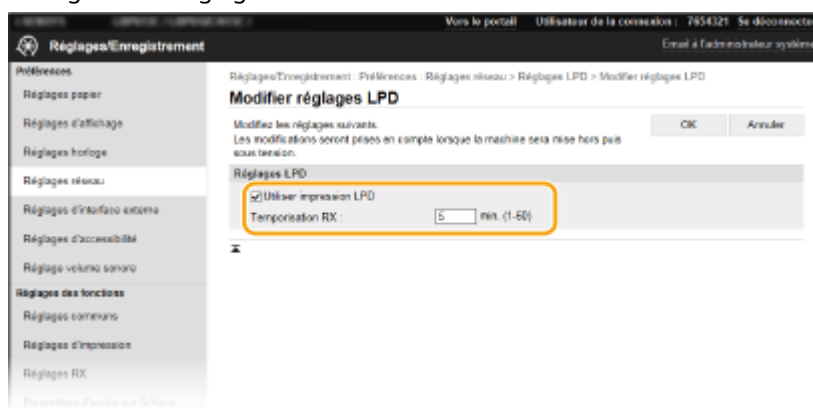 Vers le portail Utilisateur de la connexion : 7654321 Se déconnecter
Réglages/Enregistrement
Email à l'administrateur système
Préférences
Réglages/Enregistrement : Préférences : Réglages réseau > Réglages LPD > Modifier réglages LPD
Réglages papier
Modifier réglages LPD
Réglages d'affichage
Modifiez les réglages suivants.
OK Annuler
Les modifications seront prises en compte lorsque la machine sera mise hors puis
sous tension.
Réglages horloge
Réglages LPD
Réglages réseau
Utiliser impression LPD
Réglages d'interface externe
Temporisation RX : 5 min. (1-60)
Réglages d'accessibilité
Réglage volume sonore
Réglages des fonctions
Réglages communs
Réglages d'impression
Réglages RX
Paramètres d'accès aux fichiers